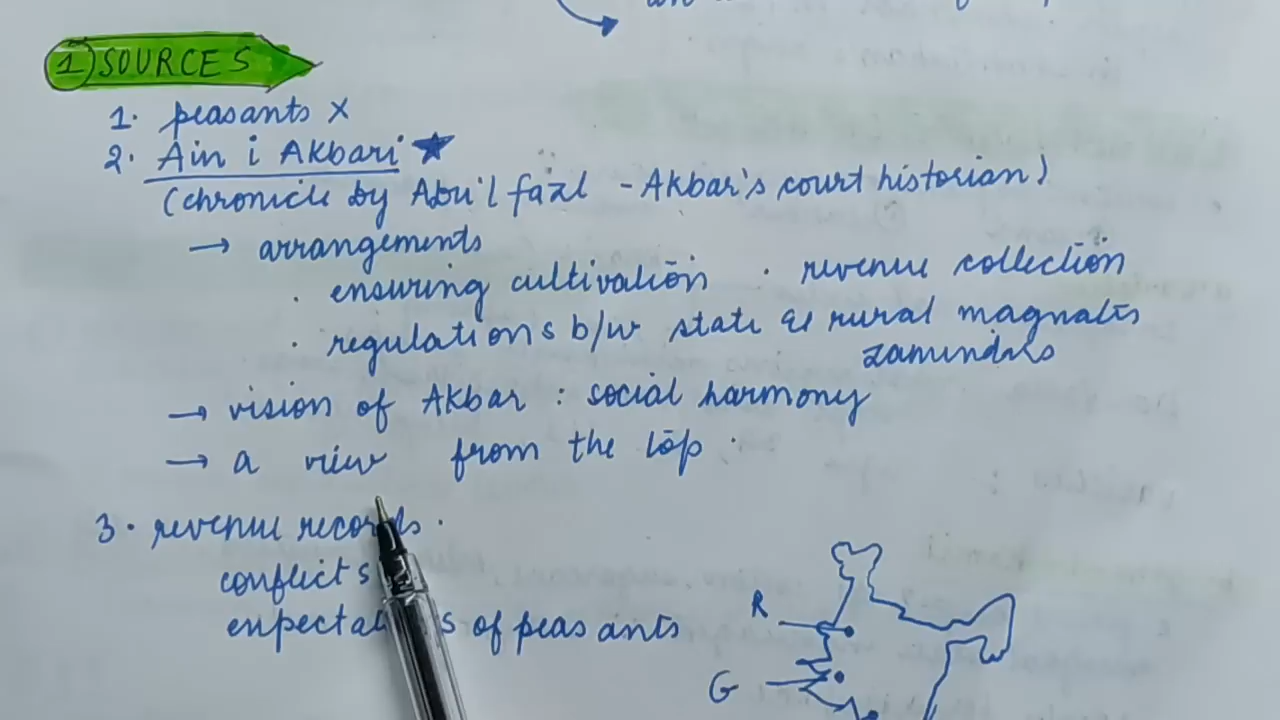 1 SOURCES
1. peasants X
2. Ain i Akbari ★
(chronicle by Abu'l fazl - Akbar's court historian)
→ arrangements
· ensuring cultivation · revenue collection
· regulations b/w state & rural magnates
zamindars
→ vision of Akbar : social harmony
→ a view from the top.
3. revenue records.
conflicts
of peasants
R
G